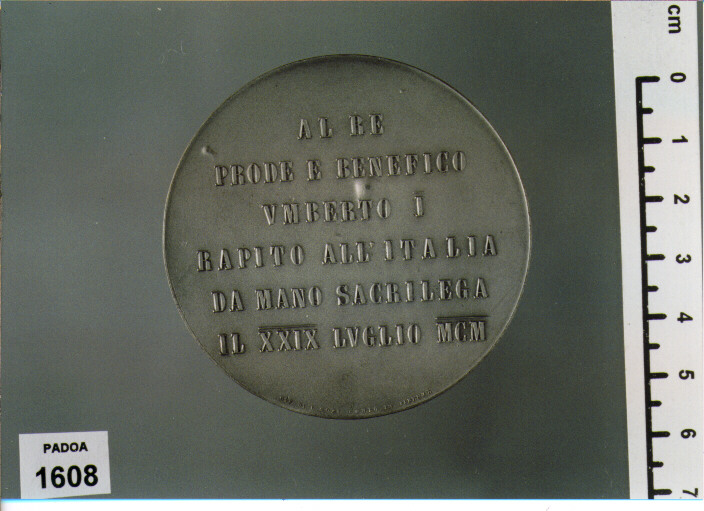 AL RE
PRODE E BENEFICO
VMBERTO I
RAPITO ALL'ITALIA
DA MANO SACRILEGA
IL XXIX LVGLIO MCM
PADOA
1608
cm
0
1
2
3
4
5
6
7